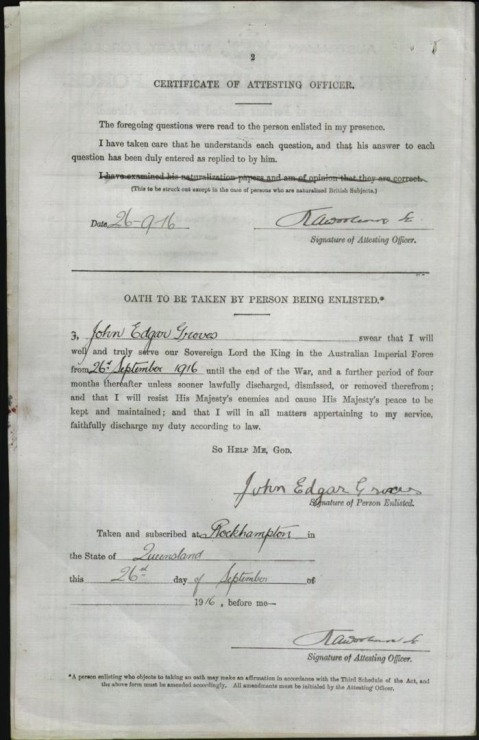 2
CERTIFICATE OF ATTESTING OFFICER.
The foregoing questions were read to the person enlisted in my presence.
I have taken care that he understands each question, and that his answer to each
question has been duly entered as replied to by him.
I have examined his naturalization papers and am of opinion that they are correct.
(This to be struck out except in the case of persons who are naturalized British Subjects.)
Date 26-9-16
Signature of Attesting Officer.
OATH TO BE TAKEN BY PERSON BEING ENLISTED.*
I, John Edgar Groves swear that I will
well and truly serve our Sovereign Lord the King in the Australian Imperial Force
from 26th September 1916 until the end of the War, and a further period of four
months thereafter unless sooner lawfully discharged, dismissed, or removed therefrom;
and that I will resist His Majesty's enemies and cause His Majesty's peace to be
kept and maintained; and that I will in all matters appertaining to my service,
faithfully discharge my duty according to law.
SO HELP ME, GOD.
John Edgar Groves
Signature of Person Enlisted.
Taken and subscribed at Rockhampton in
the State of Queensland
this 26th day of September of
1916, before me—
Signature of Attesting Officer.
*A person enlisting who objects to taking an oath may make an affirmation in accordance with the Third Schedule of the Act, and
the above form must be amended accordingly. All amendments must be initialed by the Attesting Officer.